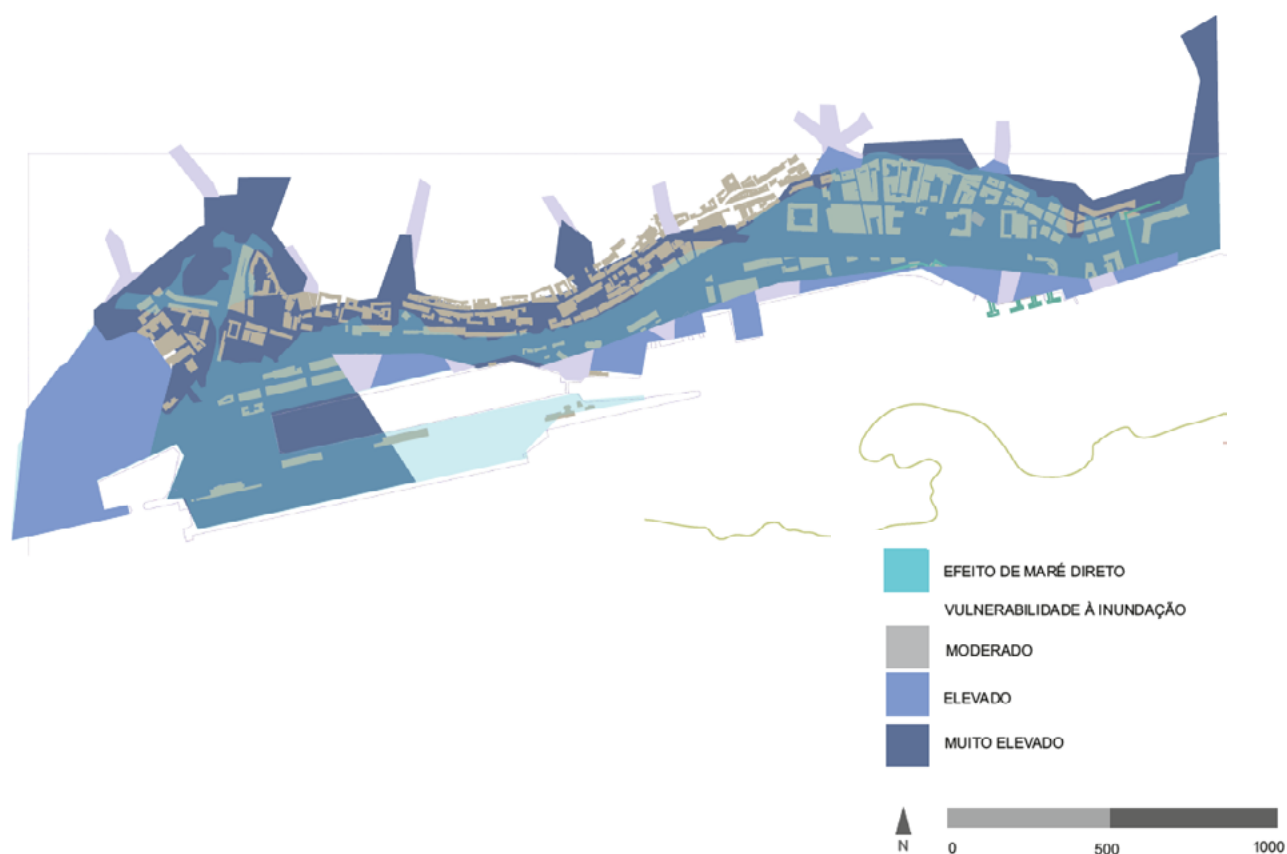 EFEITO DE MARÉ DIRETO
VULNERABILIDADE À INUNDAÇÃO
MODERADO
ELEVADO
MUITO ELEVADO
N
0 500 1000